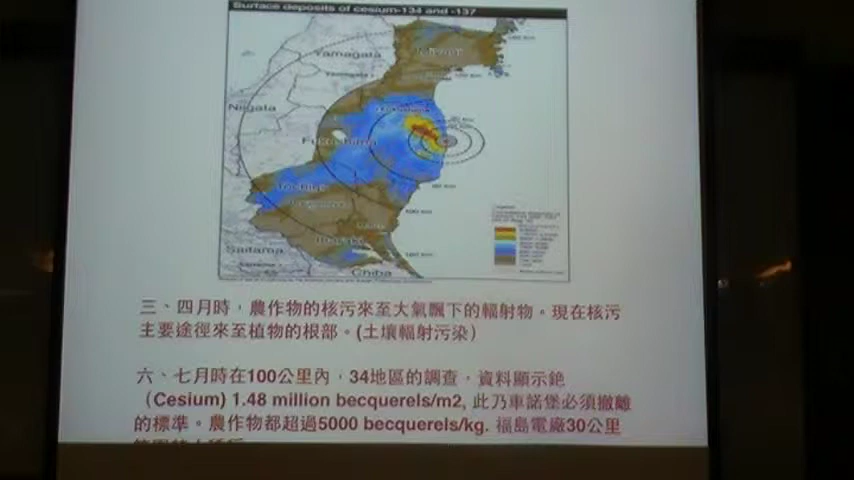 Surface deposits of cesium-134 and -137
Miyagi
Yamagata
Niigata
Fukushima
Tochigi
Ibaraki
Saitama
Chiba
三、四月時，農作物的核污來至大氣飄下的輻射物。現在核污
主要途徑來至植物的根部。(土壤輻射污染）
六、七月時在100公里內，34地區的調查，資料顯示銫
（Cesium) 1.48 million becquerels/m2, 此乃車諾堡必須撤離
的標準。農作物都超過5000 becquerels/kg. 福島電廠30公里